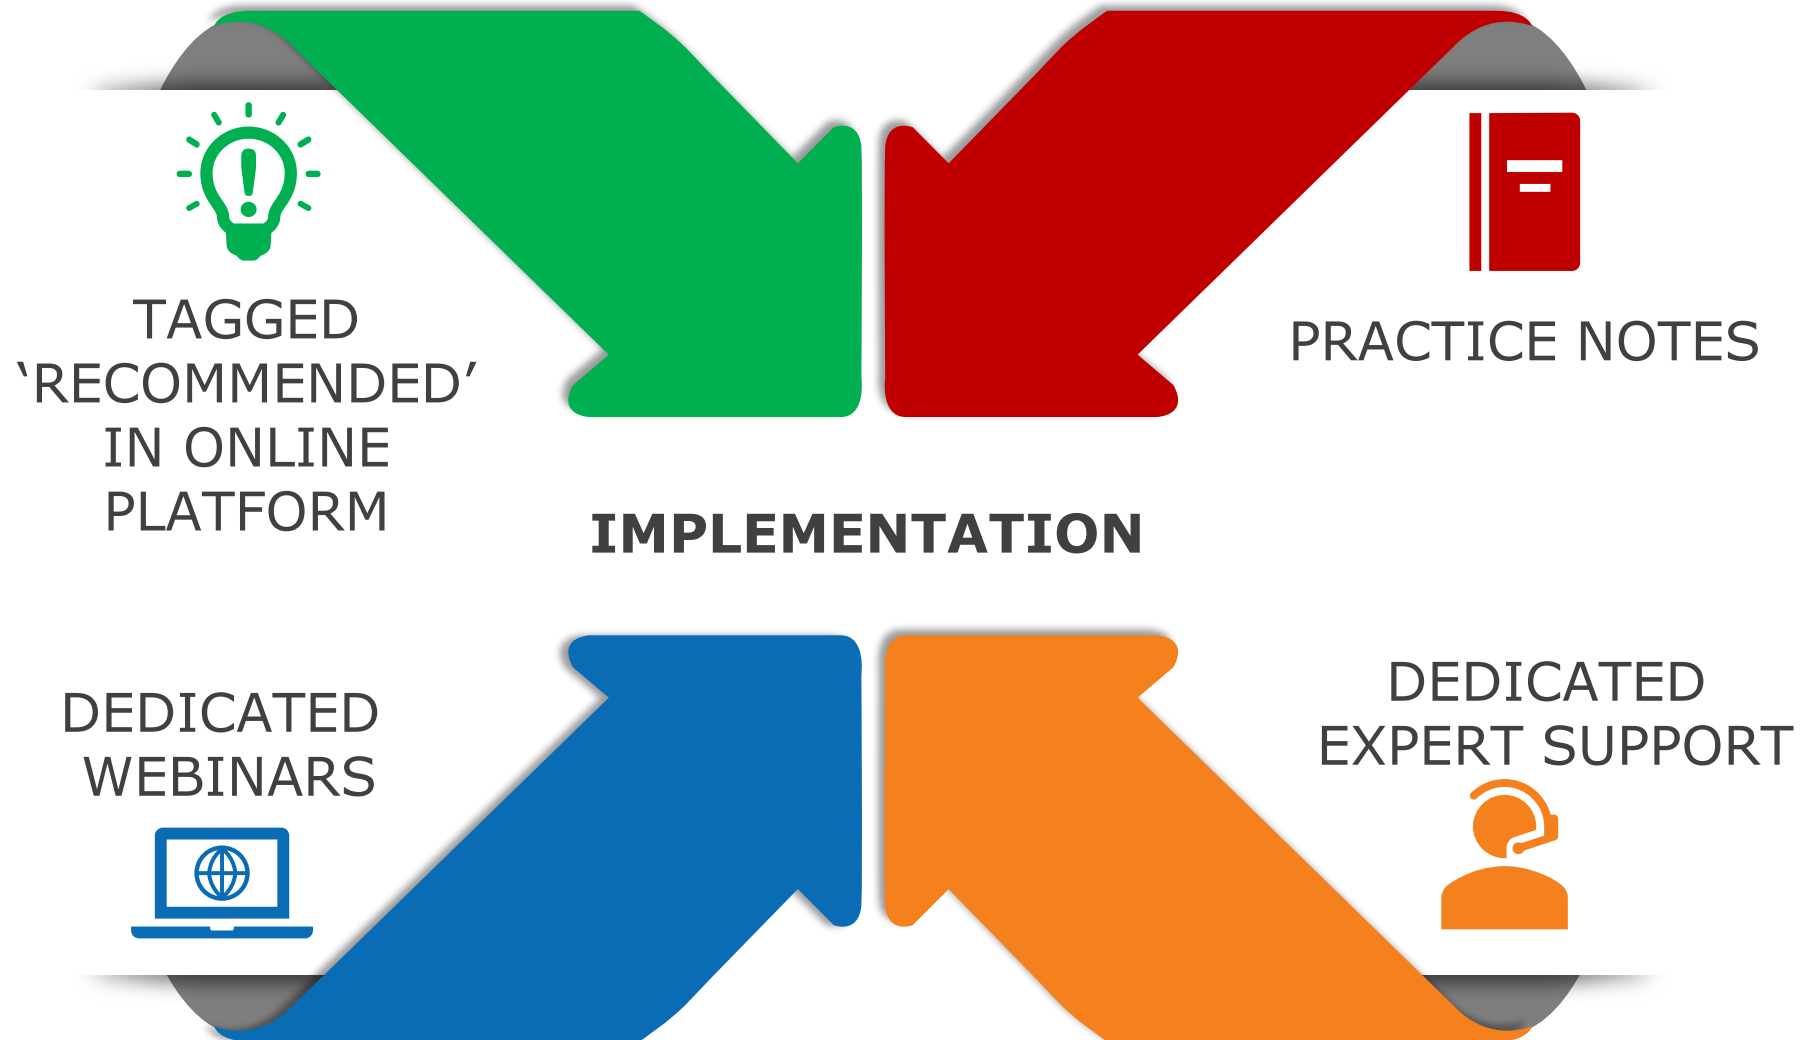 TAGGED
‘RECOMMENDED’
IN ONLINE
PLATFORM
PRACTICE NOTES
IMPLEMENTATION
DEDICATED
WEBINARS
DEDICATED
EXPERT SUPPORT